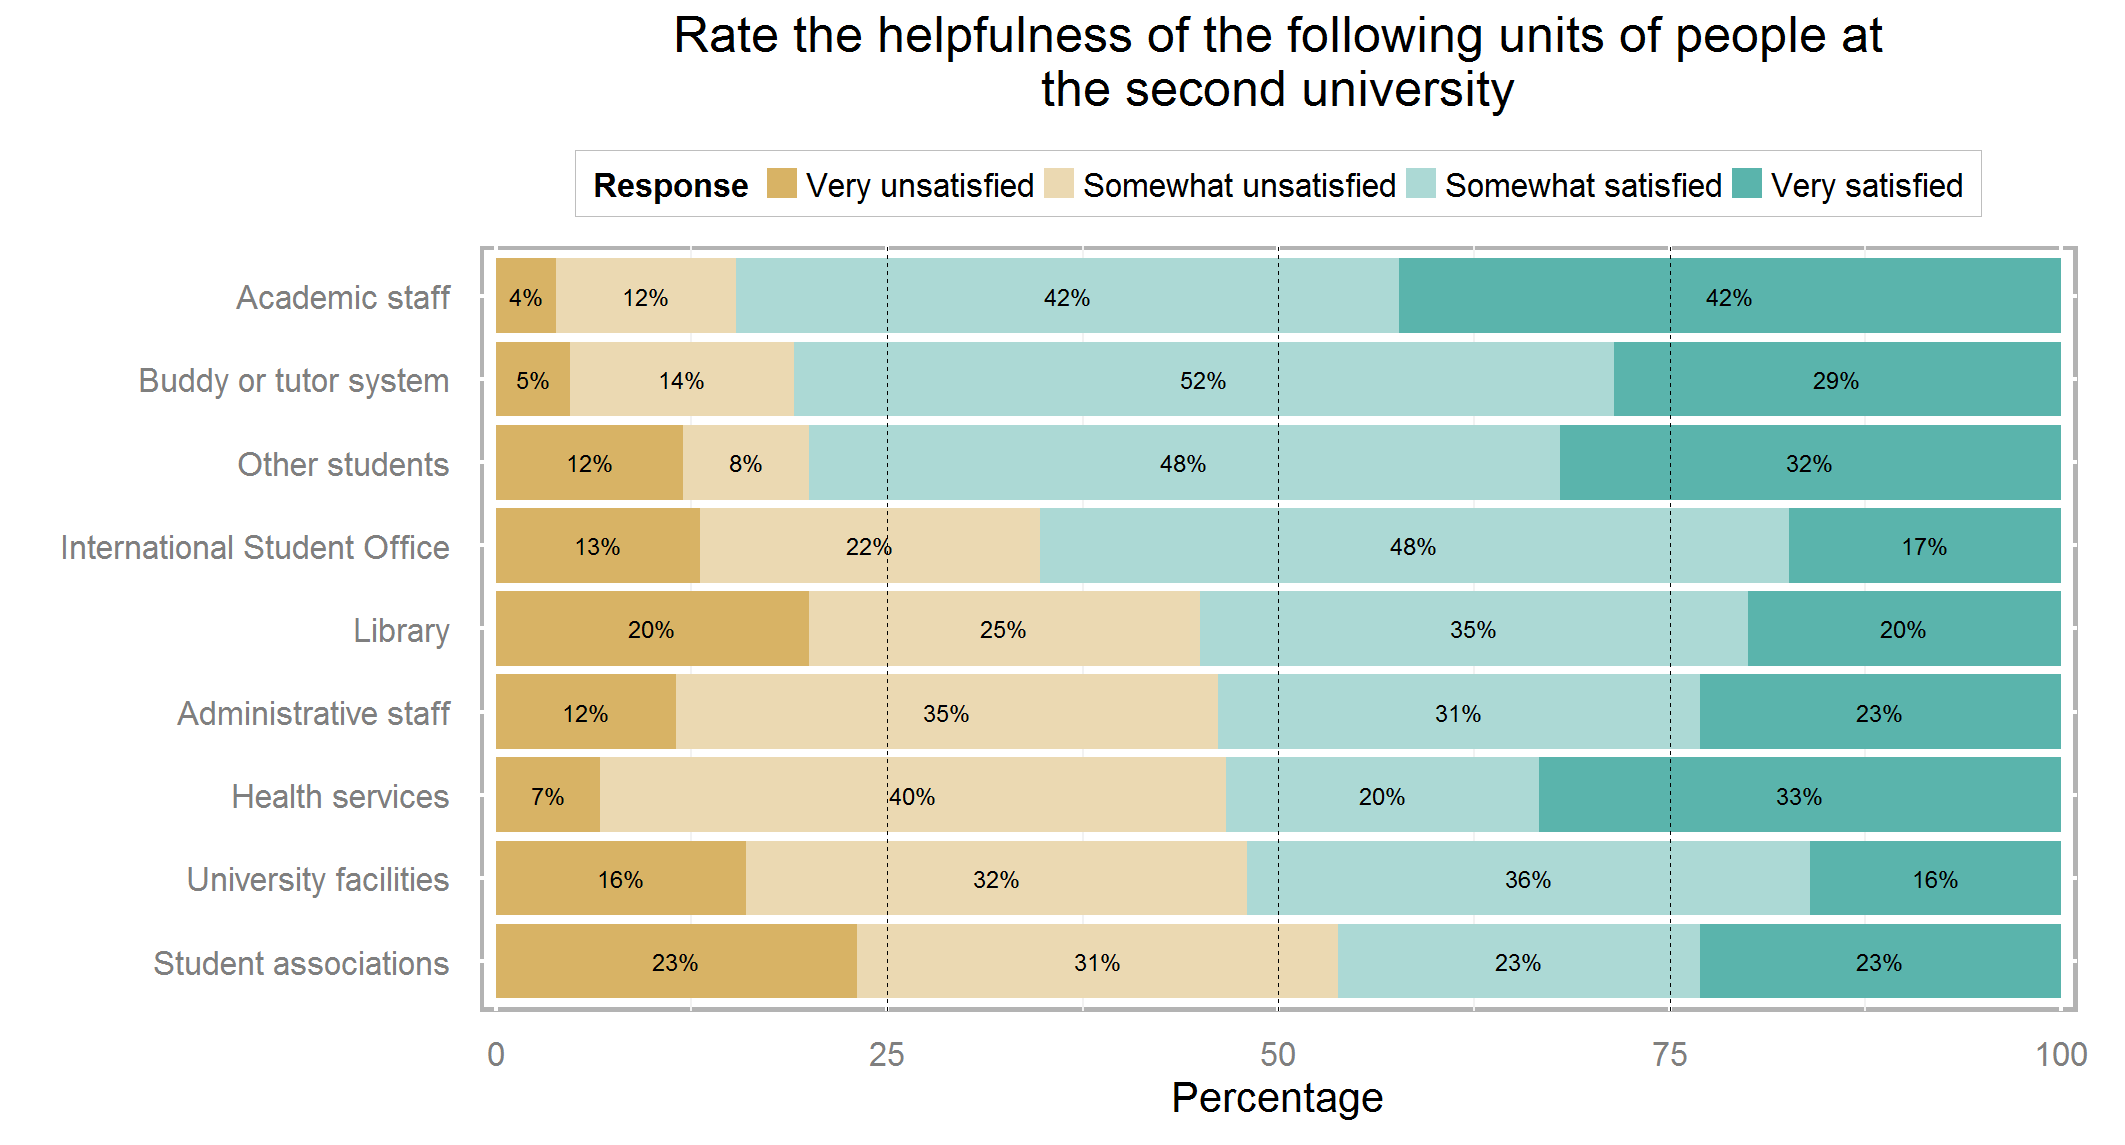 Rate the helpfulness of the following units of people at
the second university
Response Very unsatisfied Somewhat unsatisfied Somewhat satisfied Very satisfied
Academic staff 4% 12% 42% 42%
Buddy or tutor system 5% 14% 52% 29%
Other students 12% 8% 48% 32%
International Student Office 13% 22% 48% 17%
Library 20% 25% 35% 20%
Administrative staff 12% 35% 31% 23%
Health services 7% 40% 20% 33%
University facilities 16% 32% 36% 16%
Student associations 23% 31% 23% 23%
0 25 50 75 100
Percentage